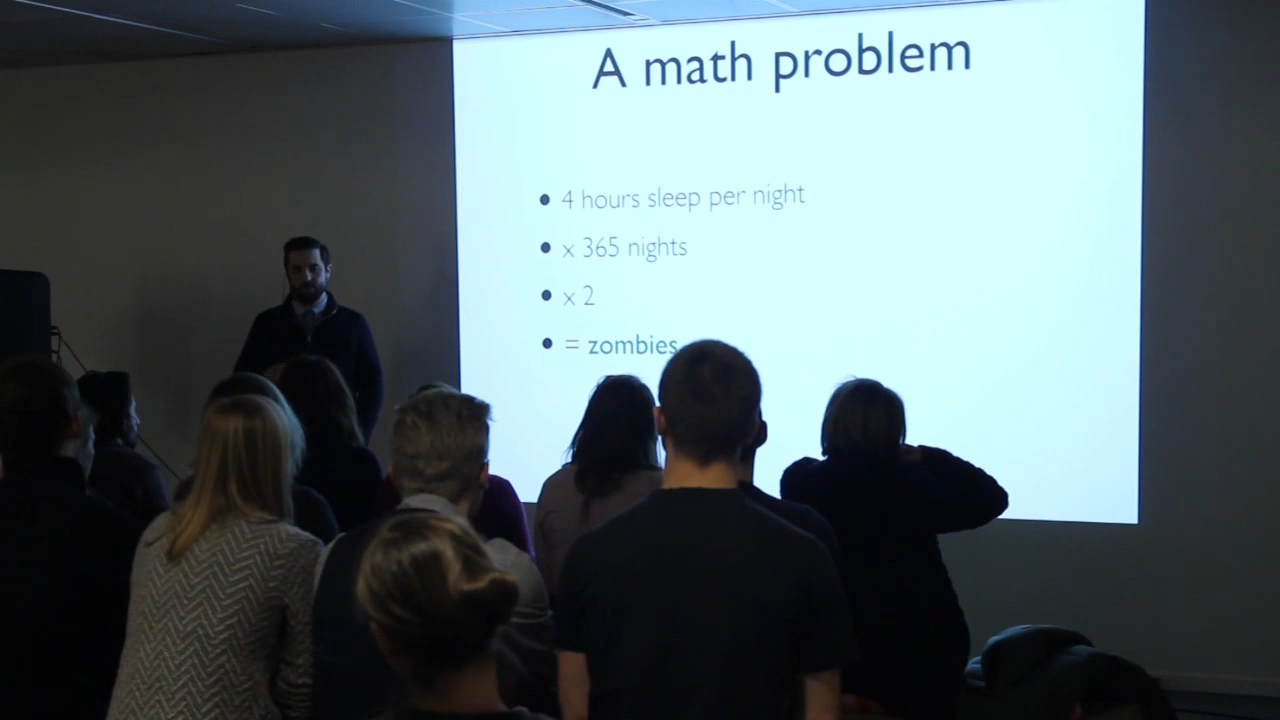 A math problem
4 hours sleep per night
x 365 nights
x 2
= zombies